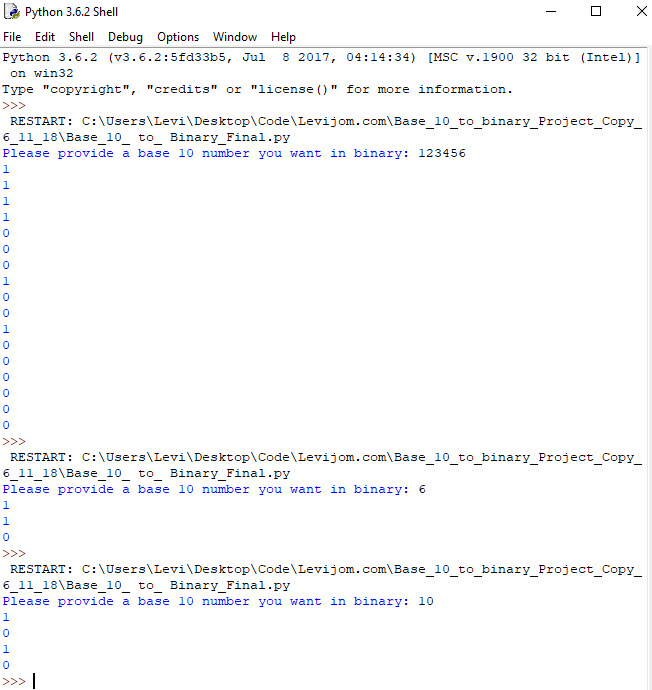 Python 3.6.2 Shell
File Edit Shell Debug Options Window Help
Python 3.6.2 (v3.6.2:5fd33b5, Jul  8 2017, 04:14:34) [MSC v.1900 32 bit (Intel)]
 on win32
Type "copyright", "credits" or "license()" for more information.
>>>
 RESTART: C:\Users\Levi\Desktop\Code\Levijom.com\Base_10_to_binary_Project_Copy_
6_11_18\Base_10_ to_ Binary_Final.py
Please provide a base 10 number you want in binary: 123456
1
1
1
1
0
0
0
1
0
0
1
0
0
0
0
0
0
>>>
 RESTART: C:\Users\Levi\Desktop\Code\Levijom.com\Base_10_to_binary_Project_Copy_
6_11_18\Base_10_ to_ Binary_Final.py
Please provide a base 10 number you want in binary: 6
1
1
0
>>>
 RESTART: C:\Users\Levi\Desktop\Code\Levijom.com\Base_10_to_binary_Project_Copy_
6_11_18\Base_10_ to_ Binary_Final.py
Please provide a base 10 number you want in binary: 10
1
0
1
0
>>>